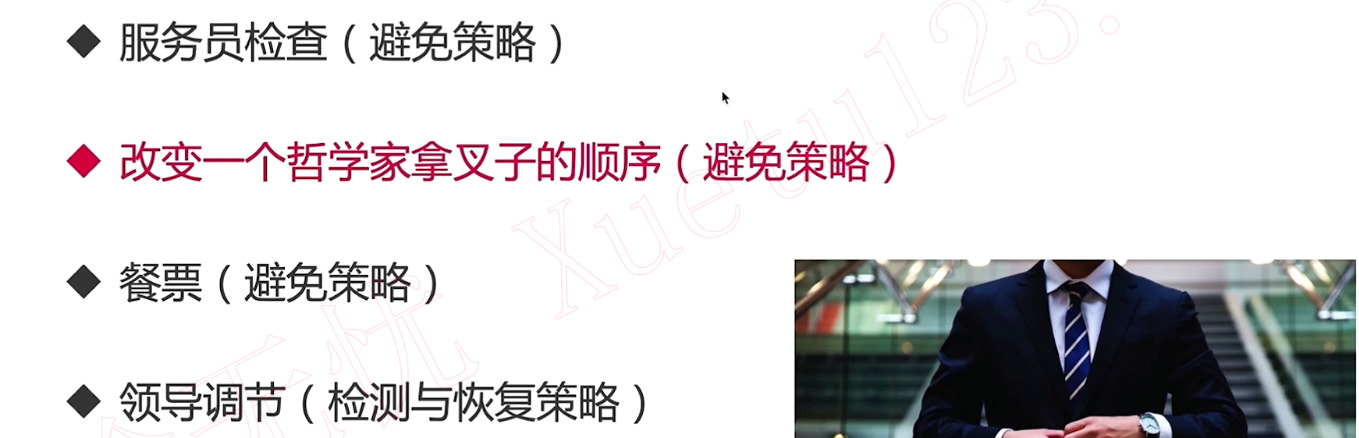 ◆ 服务员检查（避免策略）
◆ 改变一个哲学家拿叉子的顺序（避免策略）
◆ 餐票（避免策略）
◆ 领导调节（检测与恢复策略）
Xuetu123.